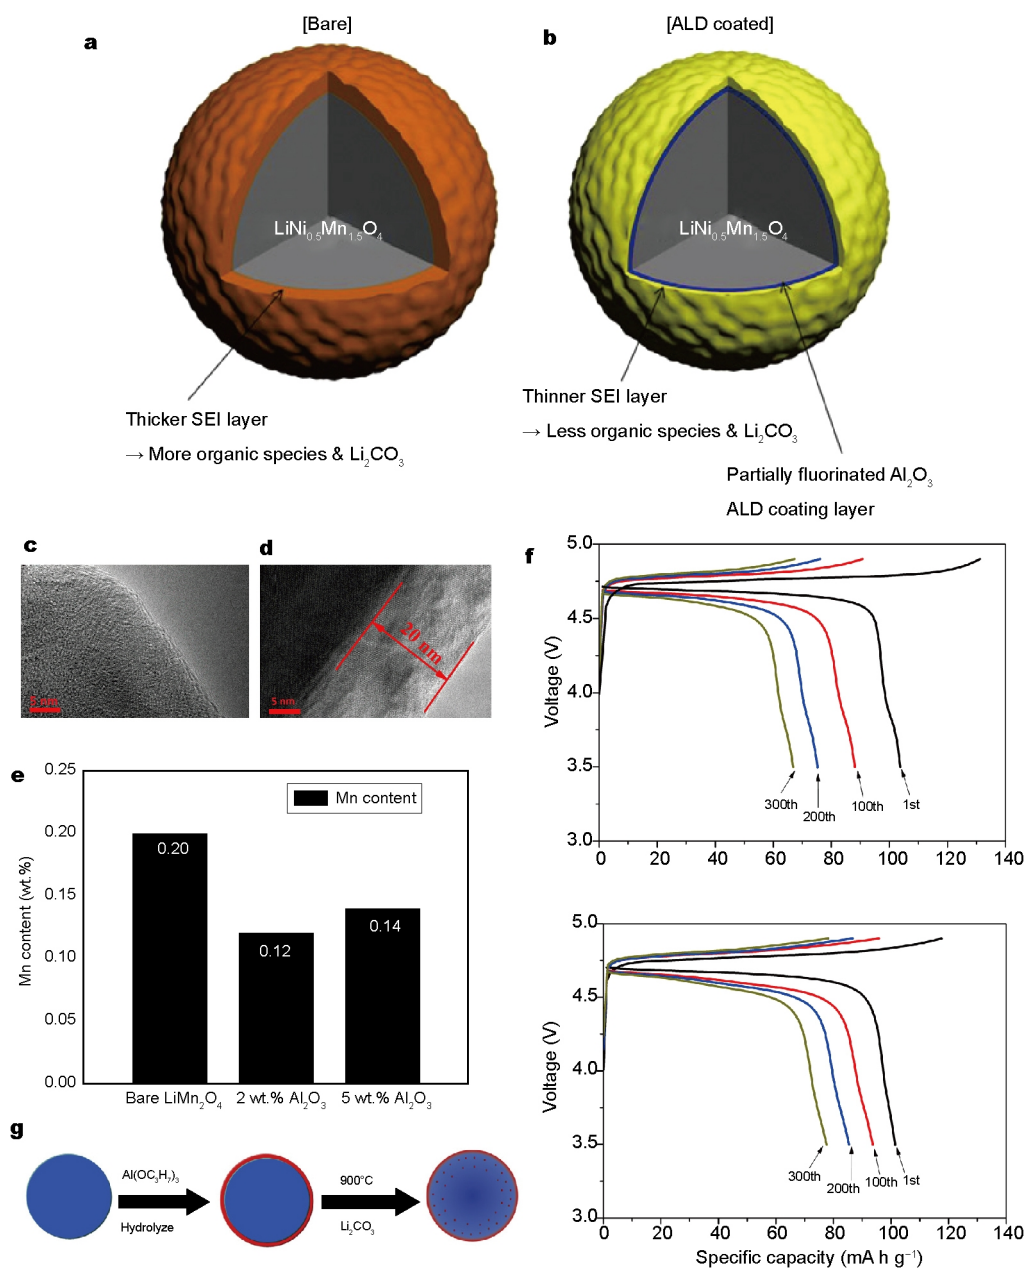 [Bare]
[ALD coated]
a
b
LiNi0.5Mn1.5O4
LiNi0.5Mn1.5O4
Thicker SEI layer
→ More organic species & Li2CO3
Thinner SEI layer
→ Less organic species & Li2CO3
Partially fluorinated Al2O3
ALD coating layer
c
d
5 nm
20 nm
5 nm
e
0.25
0.20
0.15
0.10
0.05
0.00
Mn content (wt.%)
Mn content
0.20
0.12
0.14
Bare LiMn2O4
2 wt.% Al2O3
5 wt.% Al2O3
f
5.0
4.5
4.0
3.5
3.0
Voltage (V)
300th
200th
100th
1st
0
20
40
60
80
100
120
140
5.0
4.5
4.0
3.5
3.0
Voltage (V)
300th
200th
100th
1st
0
20
40
60
80
100
120
140
Specific capacity (mA h g−1)
g
Al(OC3H7)3
Hydrolyze
900°C
Li2CO3